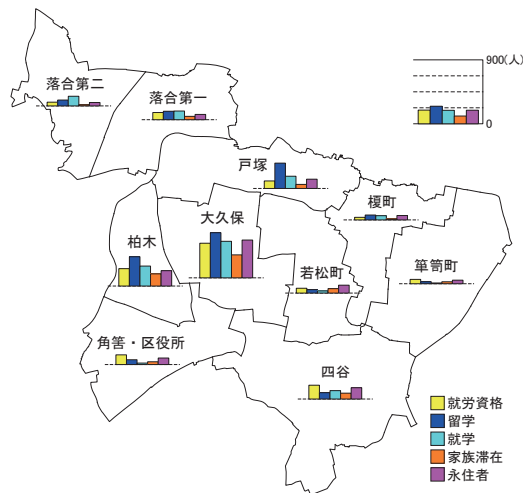 900(人)
0
落合第二
落合第一
戸塚
榎町
大久保
柏木
若松町
箪笥町
角筈・区役所
四谷
就労資格
留学
就学
家族滞在
永住者